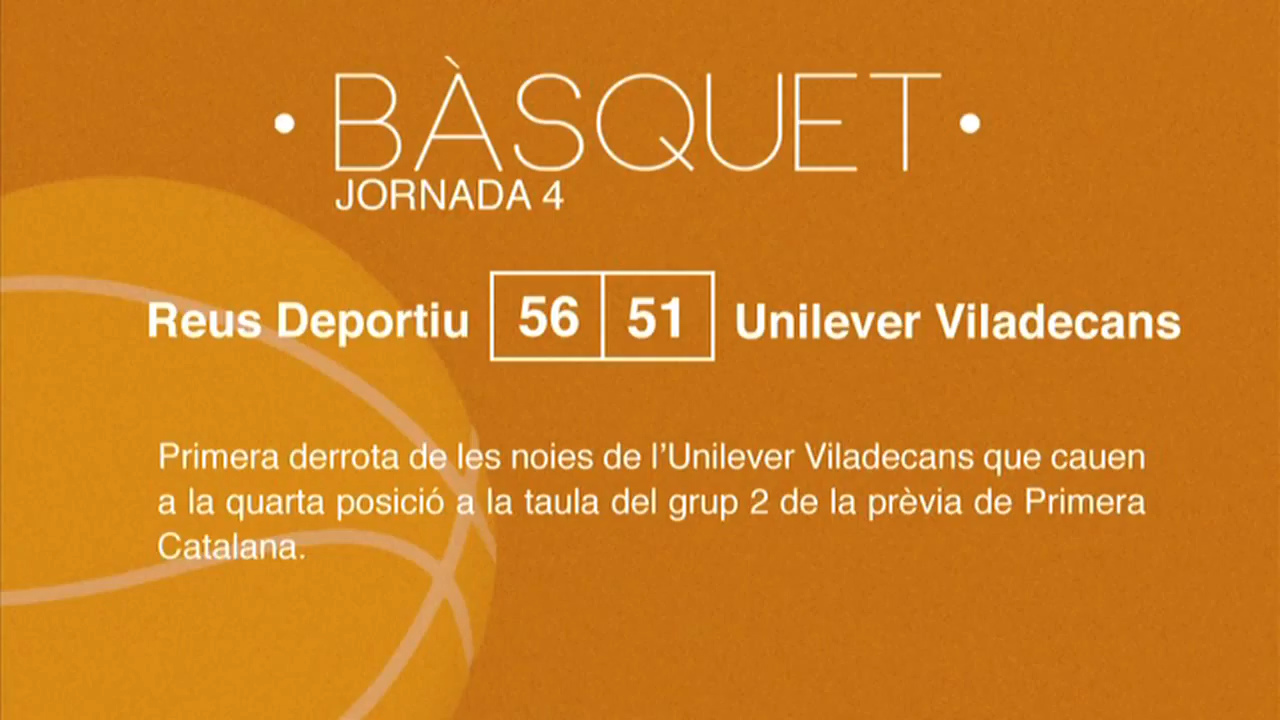 • BÀSQUET •
JORNADA 4
Reus Deportiu 56 51 Unilever Viladecans
Primera derrota de les noies de l’Unilever Viladecans que cauen
a la quarta posició a la taula del grup 2 de la prèvia de Primera
Catalana.